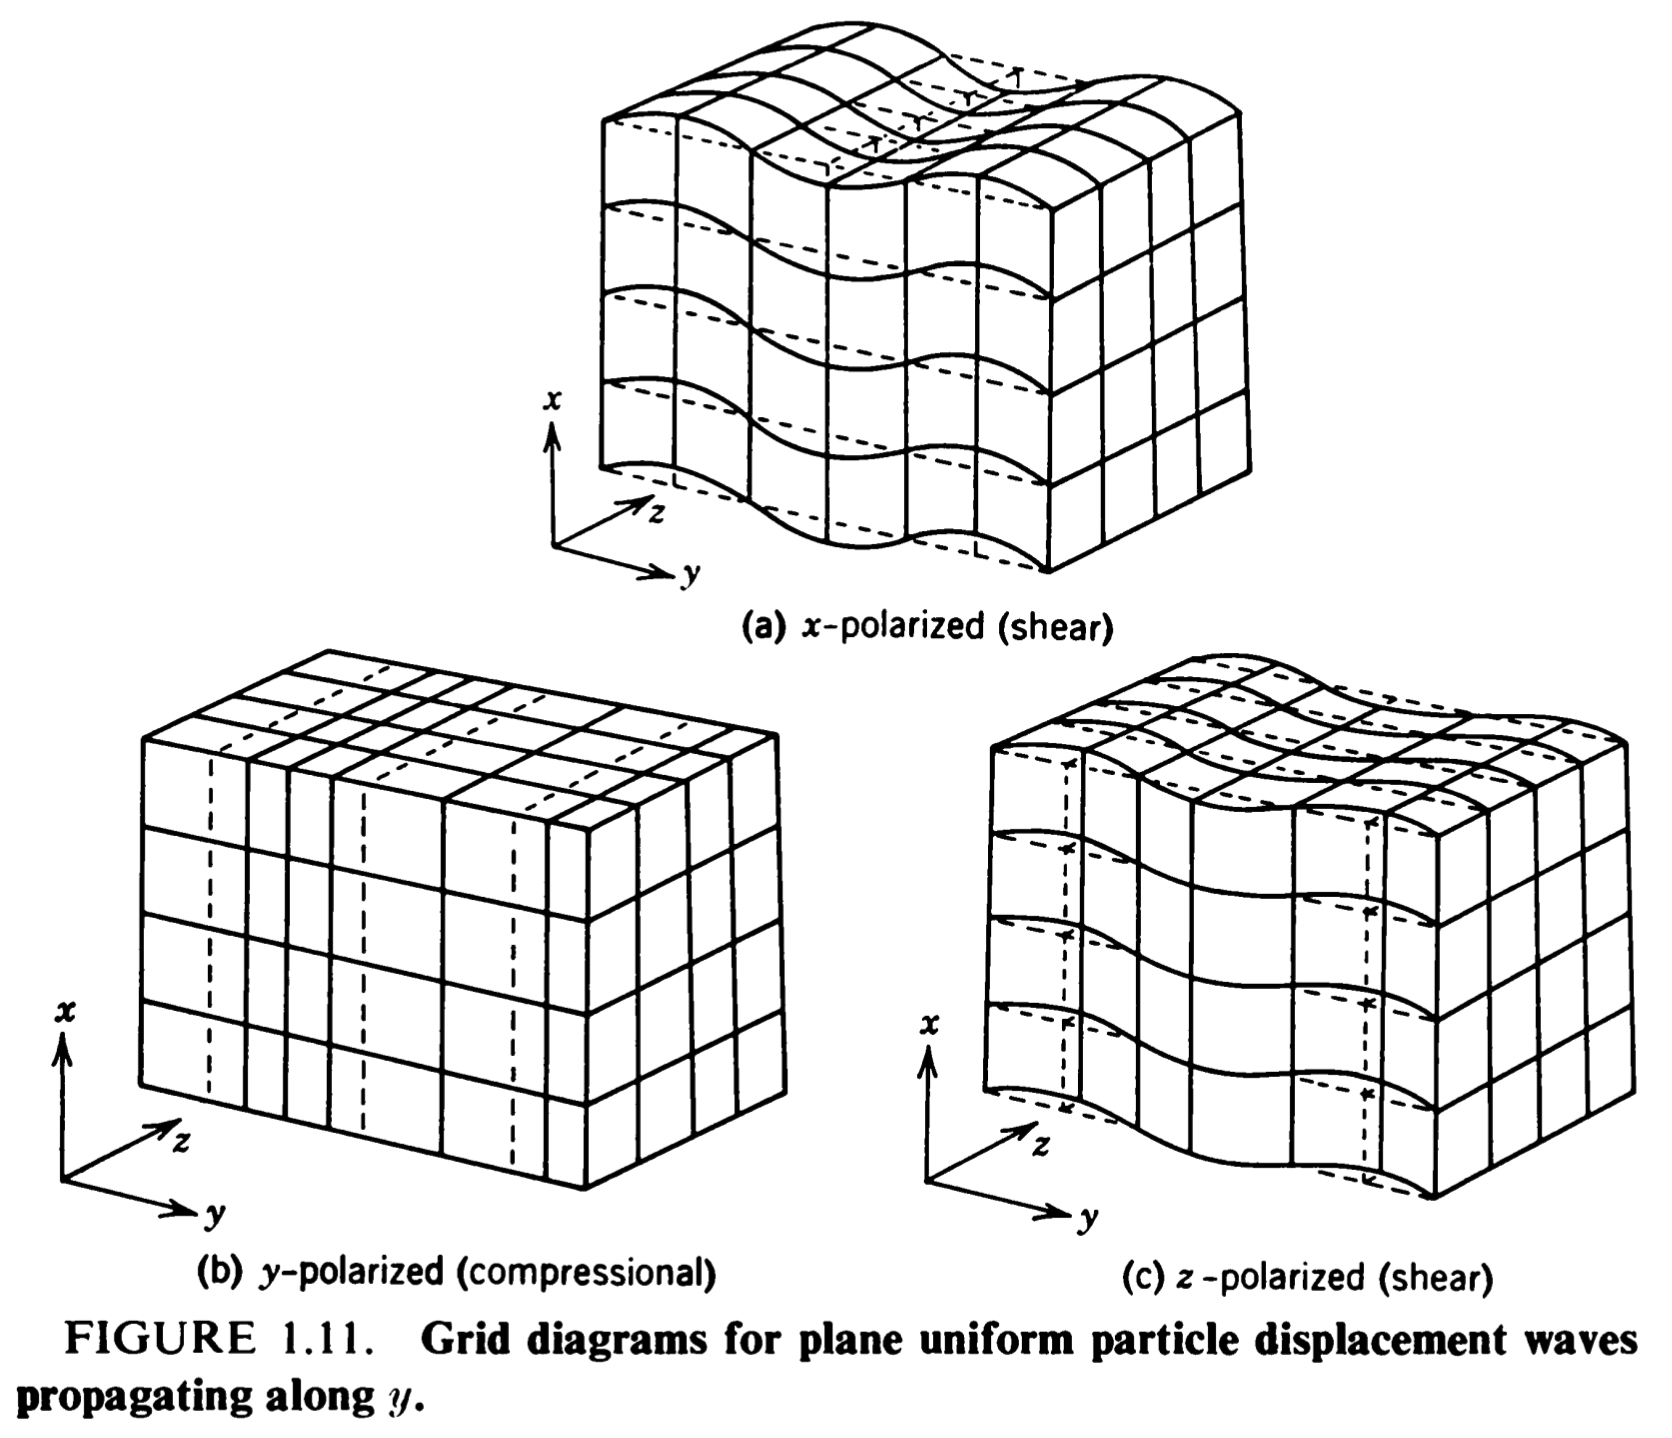 x
z
y
(a) x-polarized (shear)
x
z
y
(b) y-polarized (compressional)
x
z
y
(c) z-polarized (shear)
FIGURE 1.11. Grid diagrams for plane uniform particle displacement waves
propagating along y.